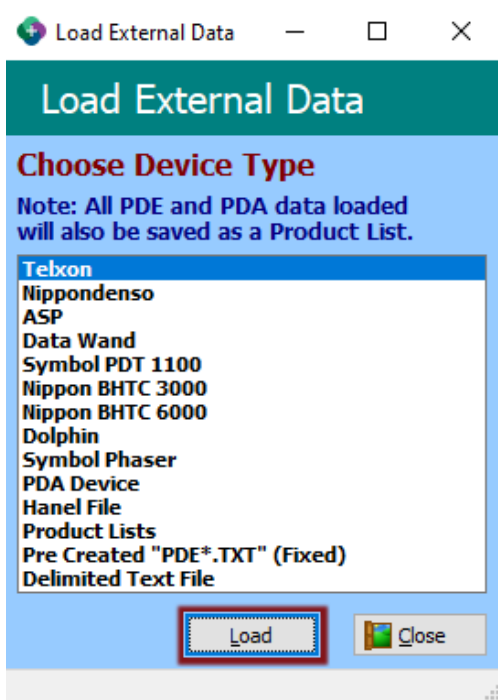 Load External Data
Load External Data
Choose Device Type
Note: All PDE and PDA data loaded
will also be saved as a Product List.
Telxon
Nippondenso
ASP
Data Wand
Symbol PDT 1100
Nippon BHTC 3000
Nippon BHTC 6000
Dolphin
Symbol Phaser
PDA Device
Hanel File
Product Lists
Pre Created "PDE*.TXT" (Fixed)
Delimited Text File
Load
Close